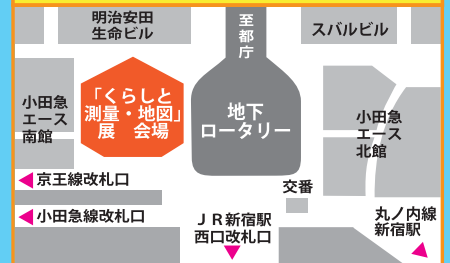 明治安田
生命ビル
至都庁
スバルビル
「くらしと
測量・地図」
展　会場
地下
ロータリー
小田急
エース
南館
小田急
エース
北館
京王線改札口
小田急線改札口
交番
ＪＲ新宿駅
西口改札口
丸ノ内線
新宿駅